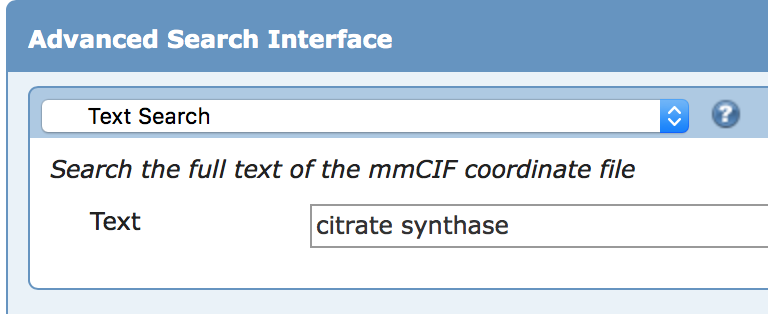 Advanced Search Interface
Text Search
?
Search the full text of the mmCIF coordinate file
Text
citrate synthase